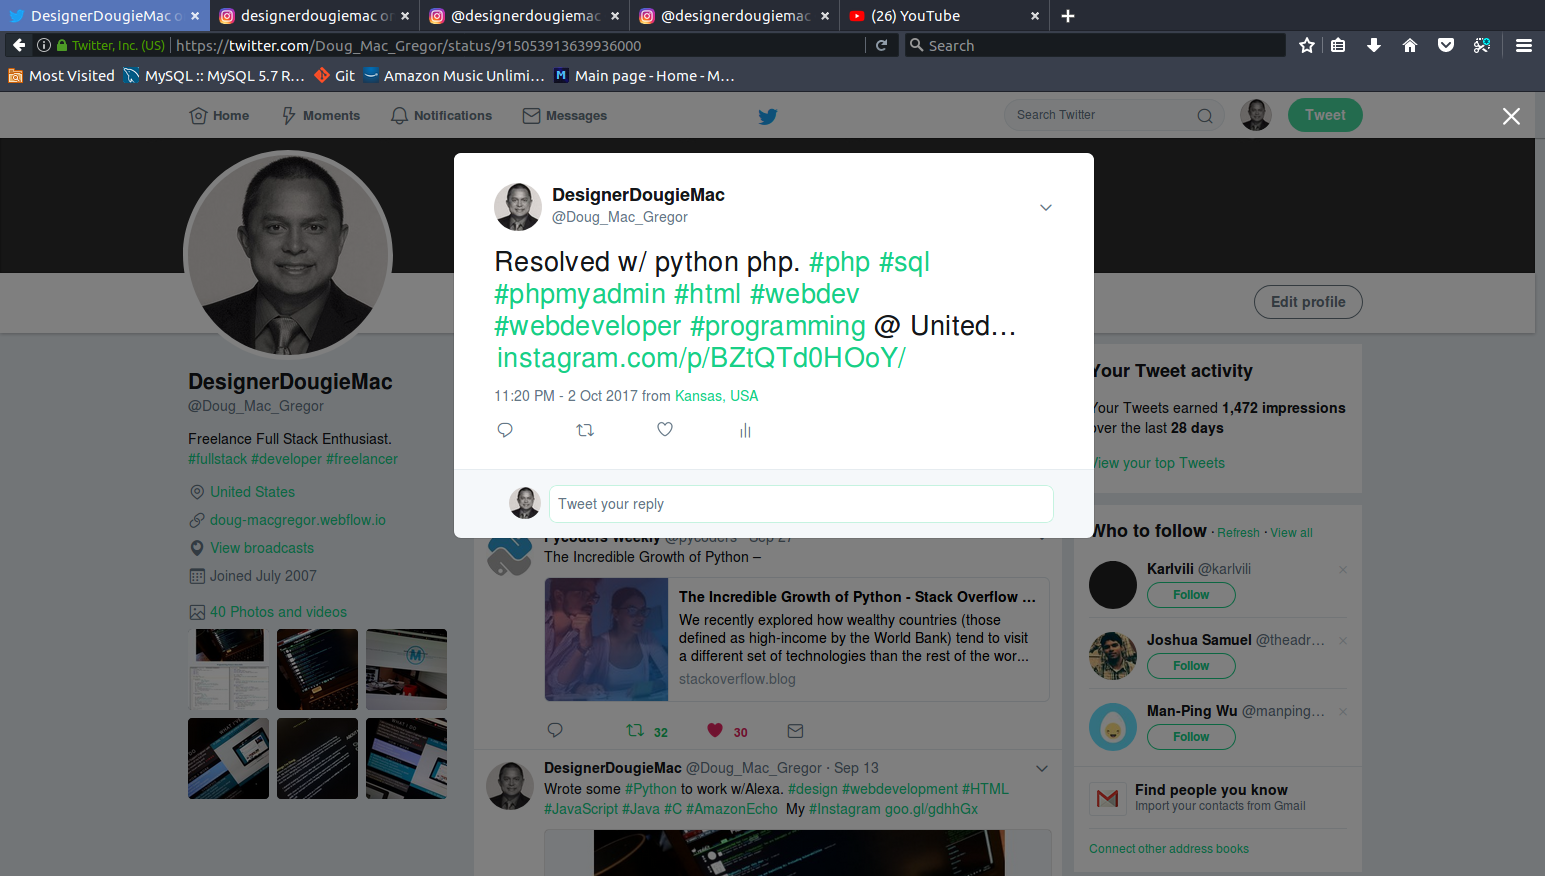 DesignerDougieMac o
designerdougiemac or
@designerdougiemac
@designerdougiemac
(26) YouTube
Twitter, Inc. (US)
https://twitter.com/Doug_Mac_Gregor/status/915053913639936000
Search
Most Visited
MySQL :: MySQL 5.7 R...
Git
Amazon Music Unlimi...
Main page - Home - M...
Home
Moments
Notifications
Messages
Search Twitter
Tweet
DesignerDougieMac
@Doug_Mac_Gregor
Resolved w/ python php. #php #sql
#phpmyadmin #html #webdev
#webdeveloper #programming @ United…
instagram.com/p/BZtQTd0HOoY/
11:20 PM - 2 Oct 2017 from Kansas, USA
Tweet your reply
Edit profile
DesignerDougieMac
@Doug_Mac_Gregor
Freelance Full Stack Enthusiast.
#fullstack #developer #freelancer
United States
doug-macgregor.webflow.io
View broadcasts
Joined July 2007
40 Photos and videos
Pycoders Weekly @pycoders · Sep 27
The Incredible Growth of Python –
The Incredible Growth of Python - Stack Overflow ...
We recently explored how wealthy countries (those
defined as high-income by the World Bank) tend to visit
a different set of technologies than the rest of the wor...
stackoverflow.blog
32
30
DesignerDougieMac @Doug_Mac_Gregor · Sep 13
Wrote some #Python to work w/Alexa. #design #webdevelopment #HTML
#JavaScript #Java #C #AmazonEcho My #Instagram goo.gl/gdhhGx
Your Tweet activity
Your Tweets earned 1,472 impressions
over the last 28 days
View your top Tweets
Who to follow · Refresh · View all
Karlvili @karlvili
Follow
Joshua Samuel @theadr...
Follow
Man-Ping Wu @manping...
Follow
Find people you know
Import your contacts from Gmail
Connect other address books